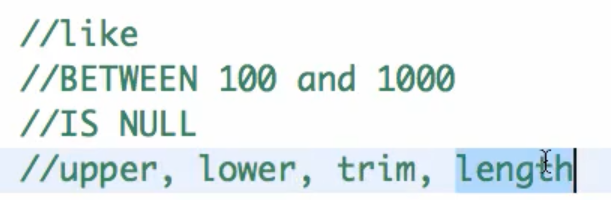 //like
//BETWEEN 100 and 1000
//IS NULL
//upper, lower, trim, length